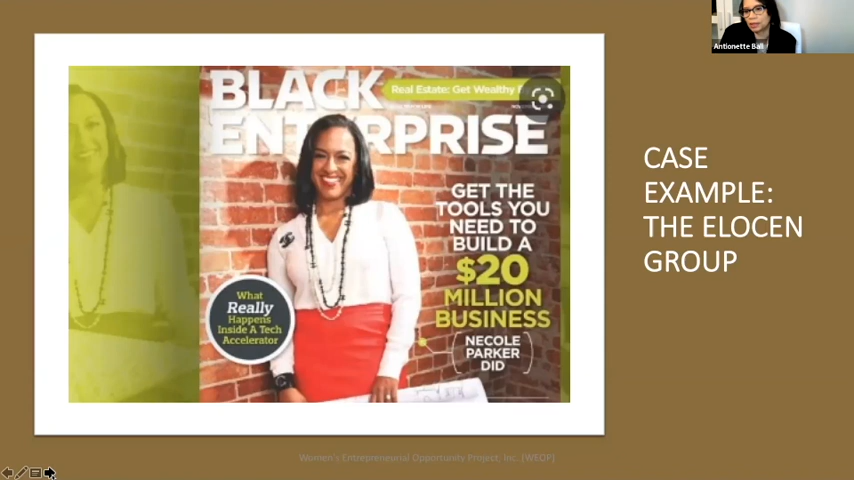 Antionette Ball
BLACK
ENTERPRISE
Real Estate: Get Wealthy
GET THE
TOOLS YOU
NEED TO
BUILD A
$20
MILLION
BUSINESS
NECOLE
PARKER
DID
What
Really
Happens
Inside A Tech
Accelerator
CASE
EXAMPLE:
THE ELOCEN
GROUP
Women's Entrepreneurial Opportunity Project, Inc. [WEOP]